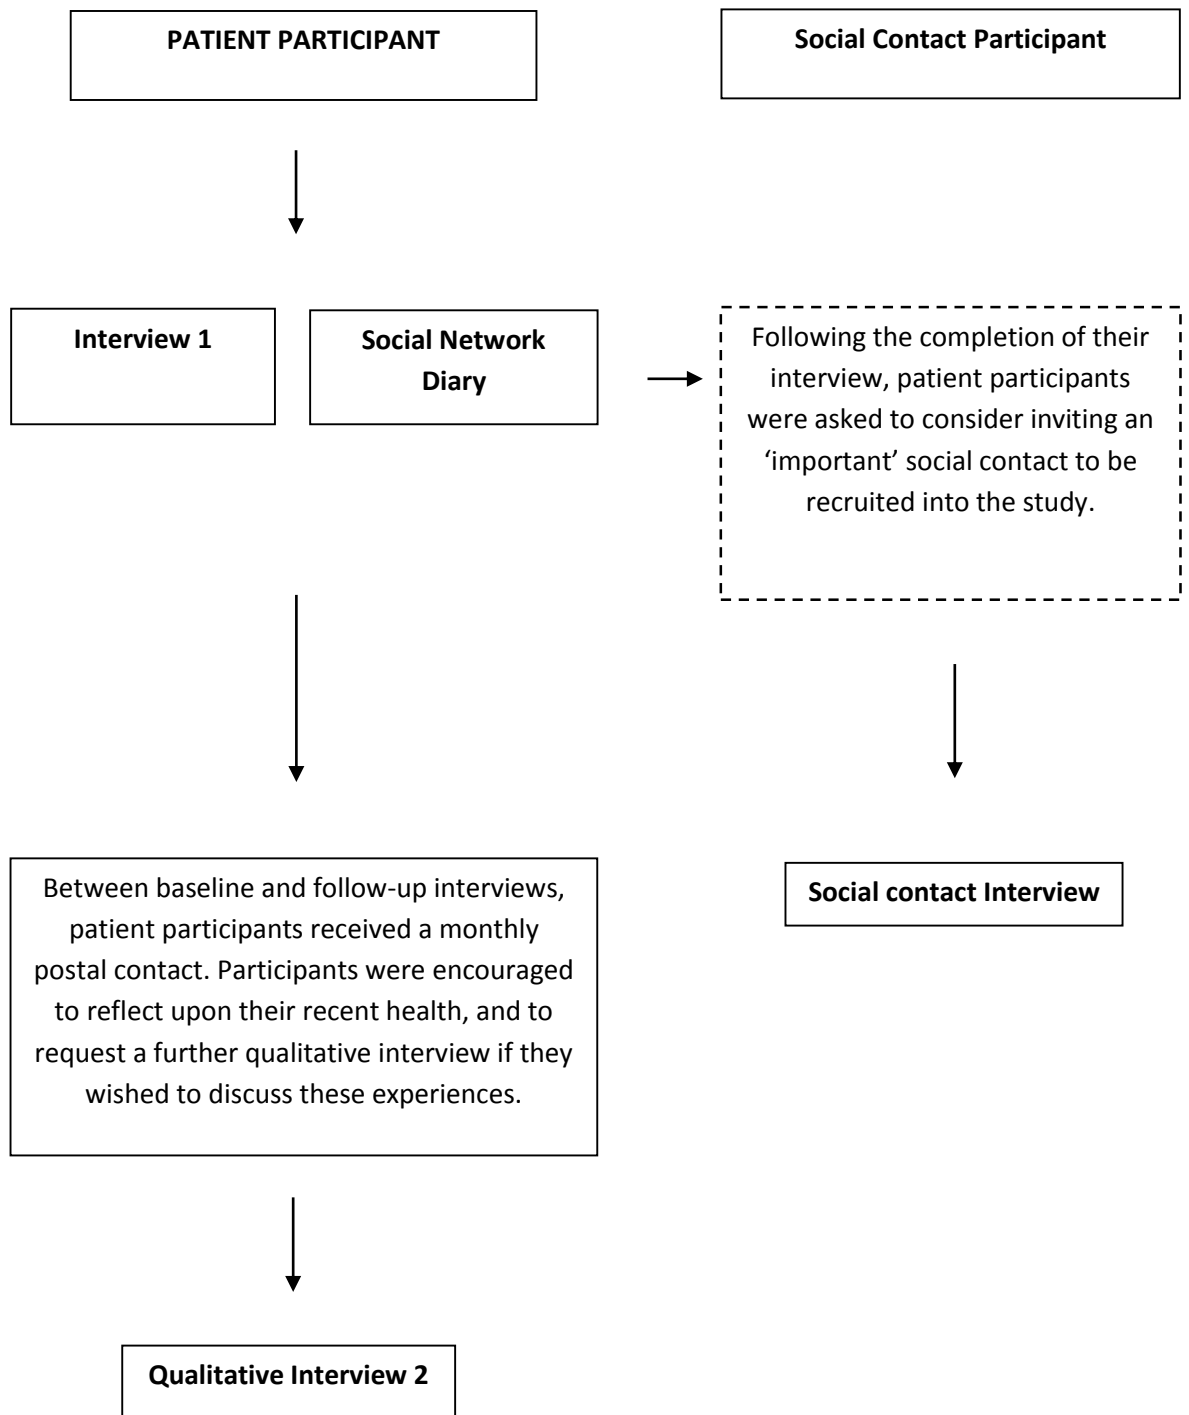 PATIENT PARTICIPANT
Social Contact Participant
Interview 1
Social Network
Diary
Following the completion of their
interview, patient participants
were asked to consider inviting an
‘important’ social contact to be
recruited into the study.
Between baseline and follow-up interviews,
patient participants received a monthly
postal contact. Participants were encouraged
to reflect upon their recent health, and to
request a further qualitative interview if they
wished to discuss these experiences.
Social contact Interview
Qualitative Interview 2